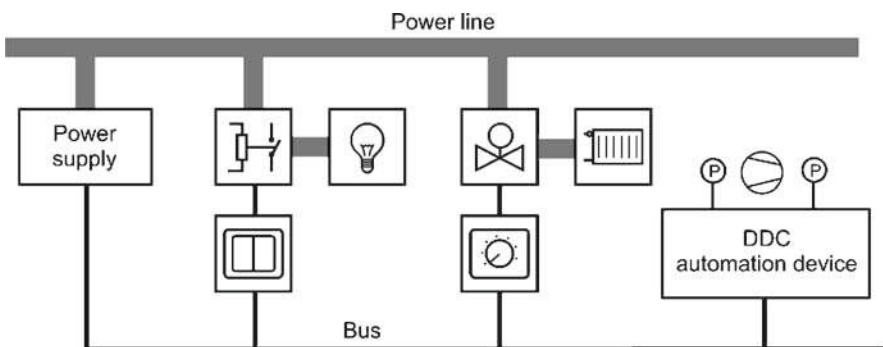 Power line
Power
supply
P
P
DDC
automation device
Bus